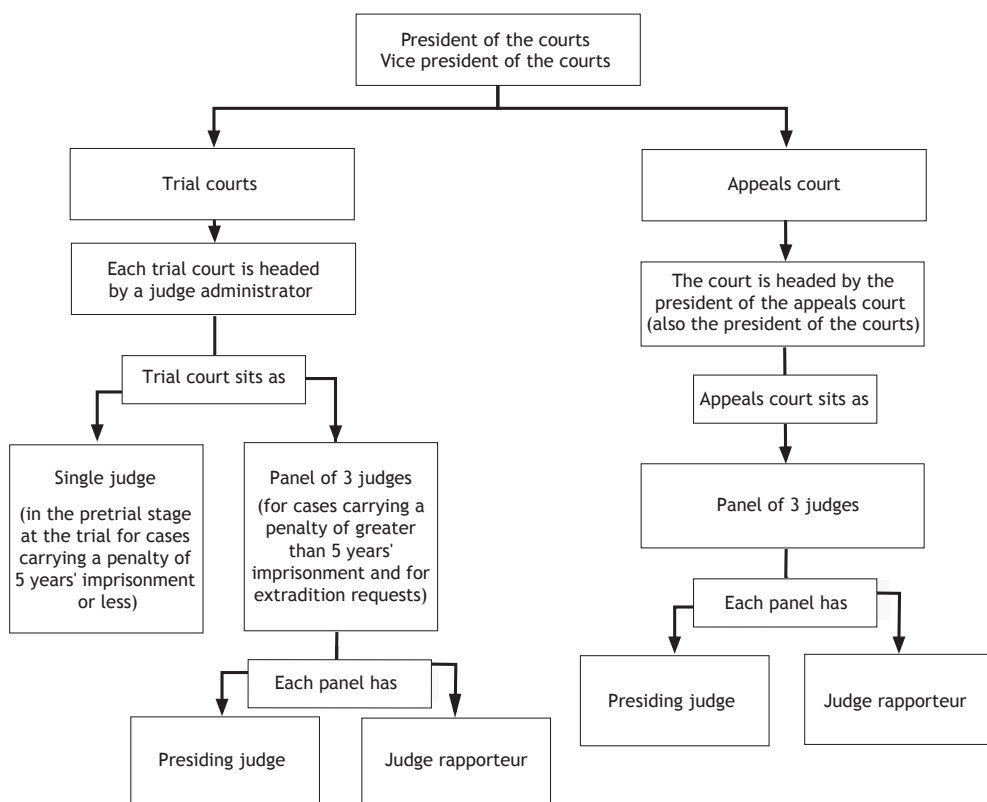 President of the courts
Vice president of the courts
Trial courts
Appeals court
Each trial court is headed
by a judge administrator
The court is headed by the
president of the appeals court
(also the president of the courts)
Trial court sits as
Appeals court sits as
Single judge
(in the pretrial stage
at the trial for cases
carrying a penalty of
5 years' imprisonment
or less)
Panel of 3 judges
(for cases carrying a
penalty of greater
than 5 years'
imprisonment and for
extradition requests)
Panel of 3 judges
Each panel has
Each panel has
Presiding judge
Judge rapporteur
Presiding judge
Judge rapporteur